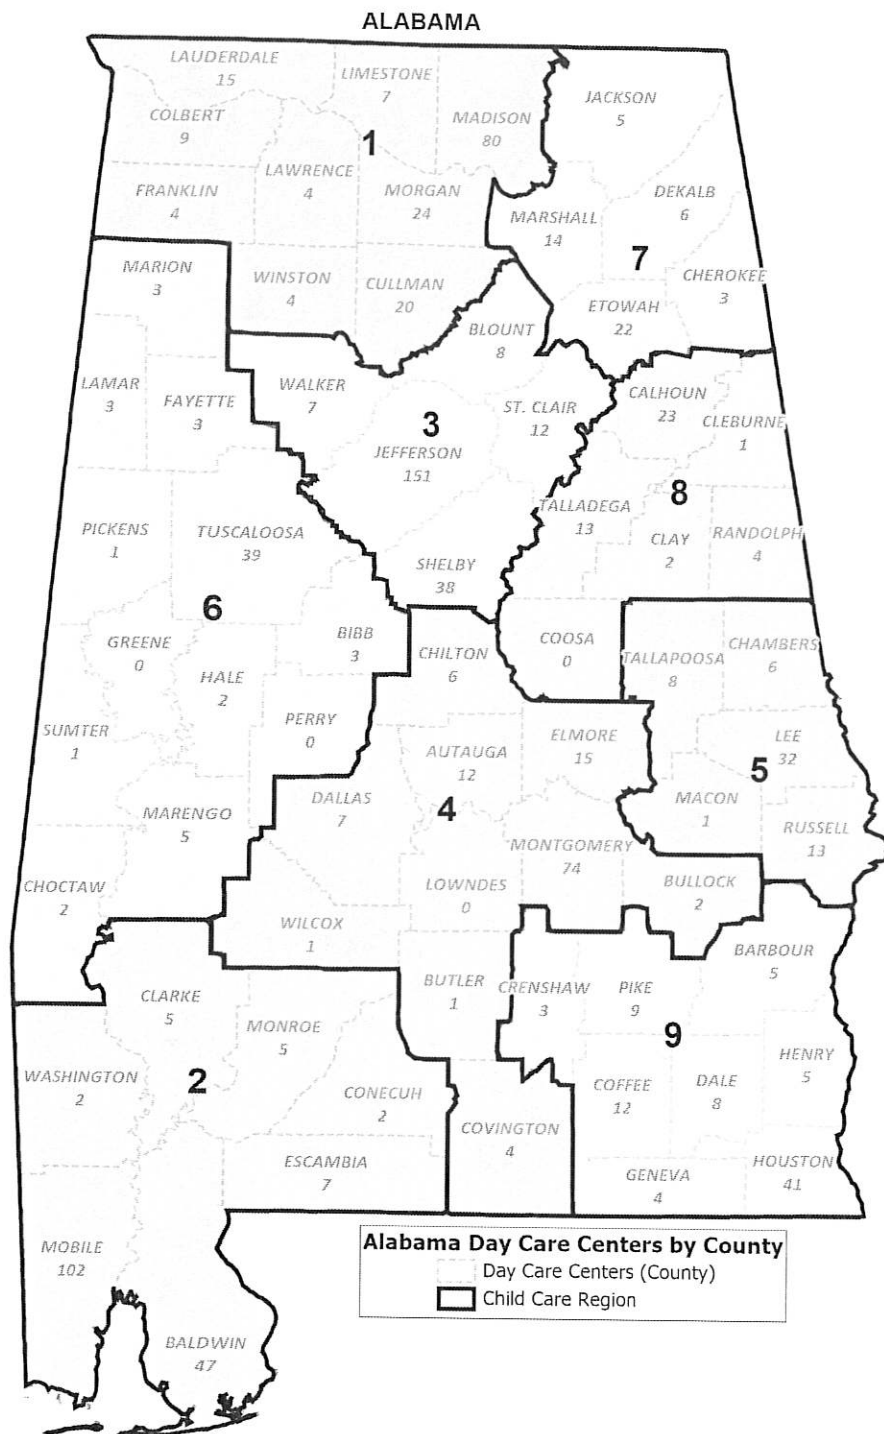 ALABAMA
LAUDERDALE
15
LIMESTONE
7
MADISON
80
JACKSON
5
COLBERT
9
1
LAWRENCE
4
FRANKLIN
4
MORGAN
24
DEKALB
6
MARSHALL
14
7
CHEROKEE
3
MARION
3
WINSTON
4
CULLMAN
20
ETOWAH
22
BLOUNT
8
LAMAR
3
FAYETTE
3
WALKER
7
ST. CLAIR
12
CALHOUN
23
CLEBURNE
1
3
JEFFERSON
151
8
TALLADEGA
13
PICKENS
1
TUSCALOOSA
39
CLAY
2
RANDOLPH
4
SHELBY
38
6
GREENE
0
BIBB
3
CHILTON
6
COOSA
0
TALLAPOOSA
8
CHAMBERS
6
HALE
2
SUMTER
1
PERRY
0
AUTAUGA
12
ELMORE
15
LEE
32
5
MARENGO
5
DALLAS
7
4
MACON
1
RUSSELL
13
MONTGOMERY
74
CHOCTAW
2
LOWNDES
0
BULLOCK
2
WILCOX
1
BARBOUR
5
CLARKE
5
BUTLER
1
CRENSHAW
3
PIKE
9
MONROE
5
9
WASHINGTON
2
2
CONECUH
2
COFFEE
12
DALE
8
HENRY
5
COVINGTON
4
ESCAMBIA
7
GENEVA
4
HOUSTON
41
MOBILE
102
BALDWIN
47
Alabama Day Care Centers by County
Day Care Centers (County)
Child Care Region